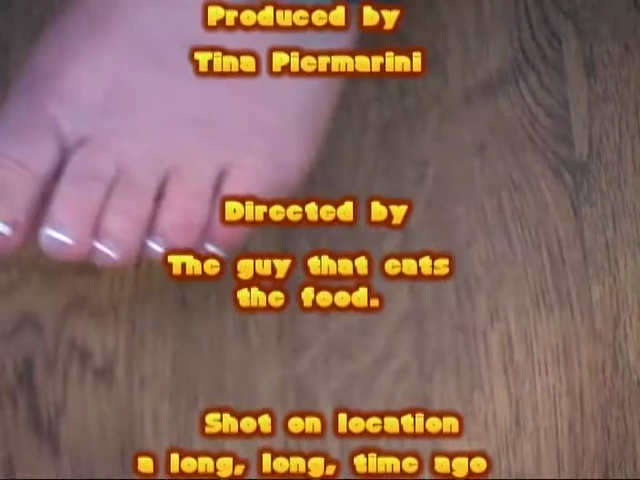 Produced by
Tina Piermarini
Directed by
The guy that eats
the food.
Shot on location
a long, long, time ago